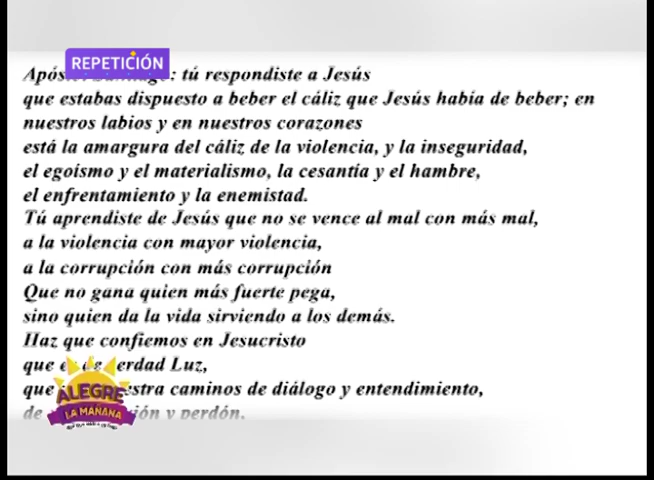 REPETICIÓN
Apóstol Santiago: tú respondiste a Jesús
que estabas dispuesto a beber el cáliz que Jesús había de beber; en
nuestros labios y en nuestros corazones
está la amargura del cáliz de la violencia, y la inseguridad,
el egoísmo y el materialismo, la cesantía y el hambre,
el enfrentamiento y la enemistad.
Tú aprendiste de Jesús que no se vence al mal con más mal,
a la violencia con mayor violencia,
a la corrupción con más corrupción
Que no gana quien más fuerte pega,
sino quien da la vida sirviendo a los demás.
Haz que confiemos en Jesucristo
que de erdad Luz,
que estra caminos de diálogo y entendimiento,
de ión y perdón.
ALEGRE
LA MAÑANA